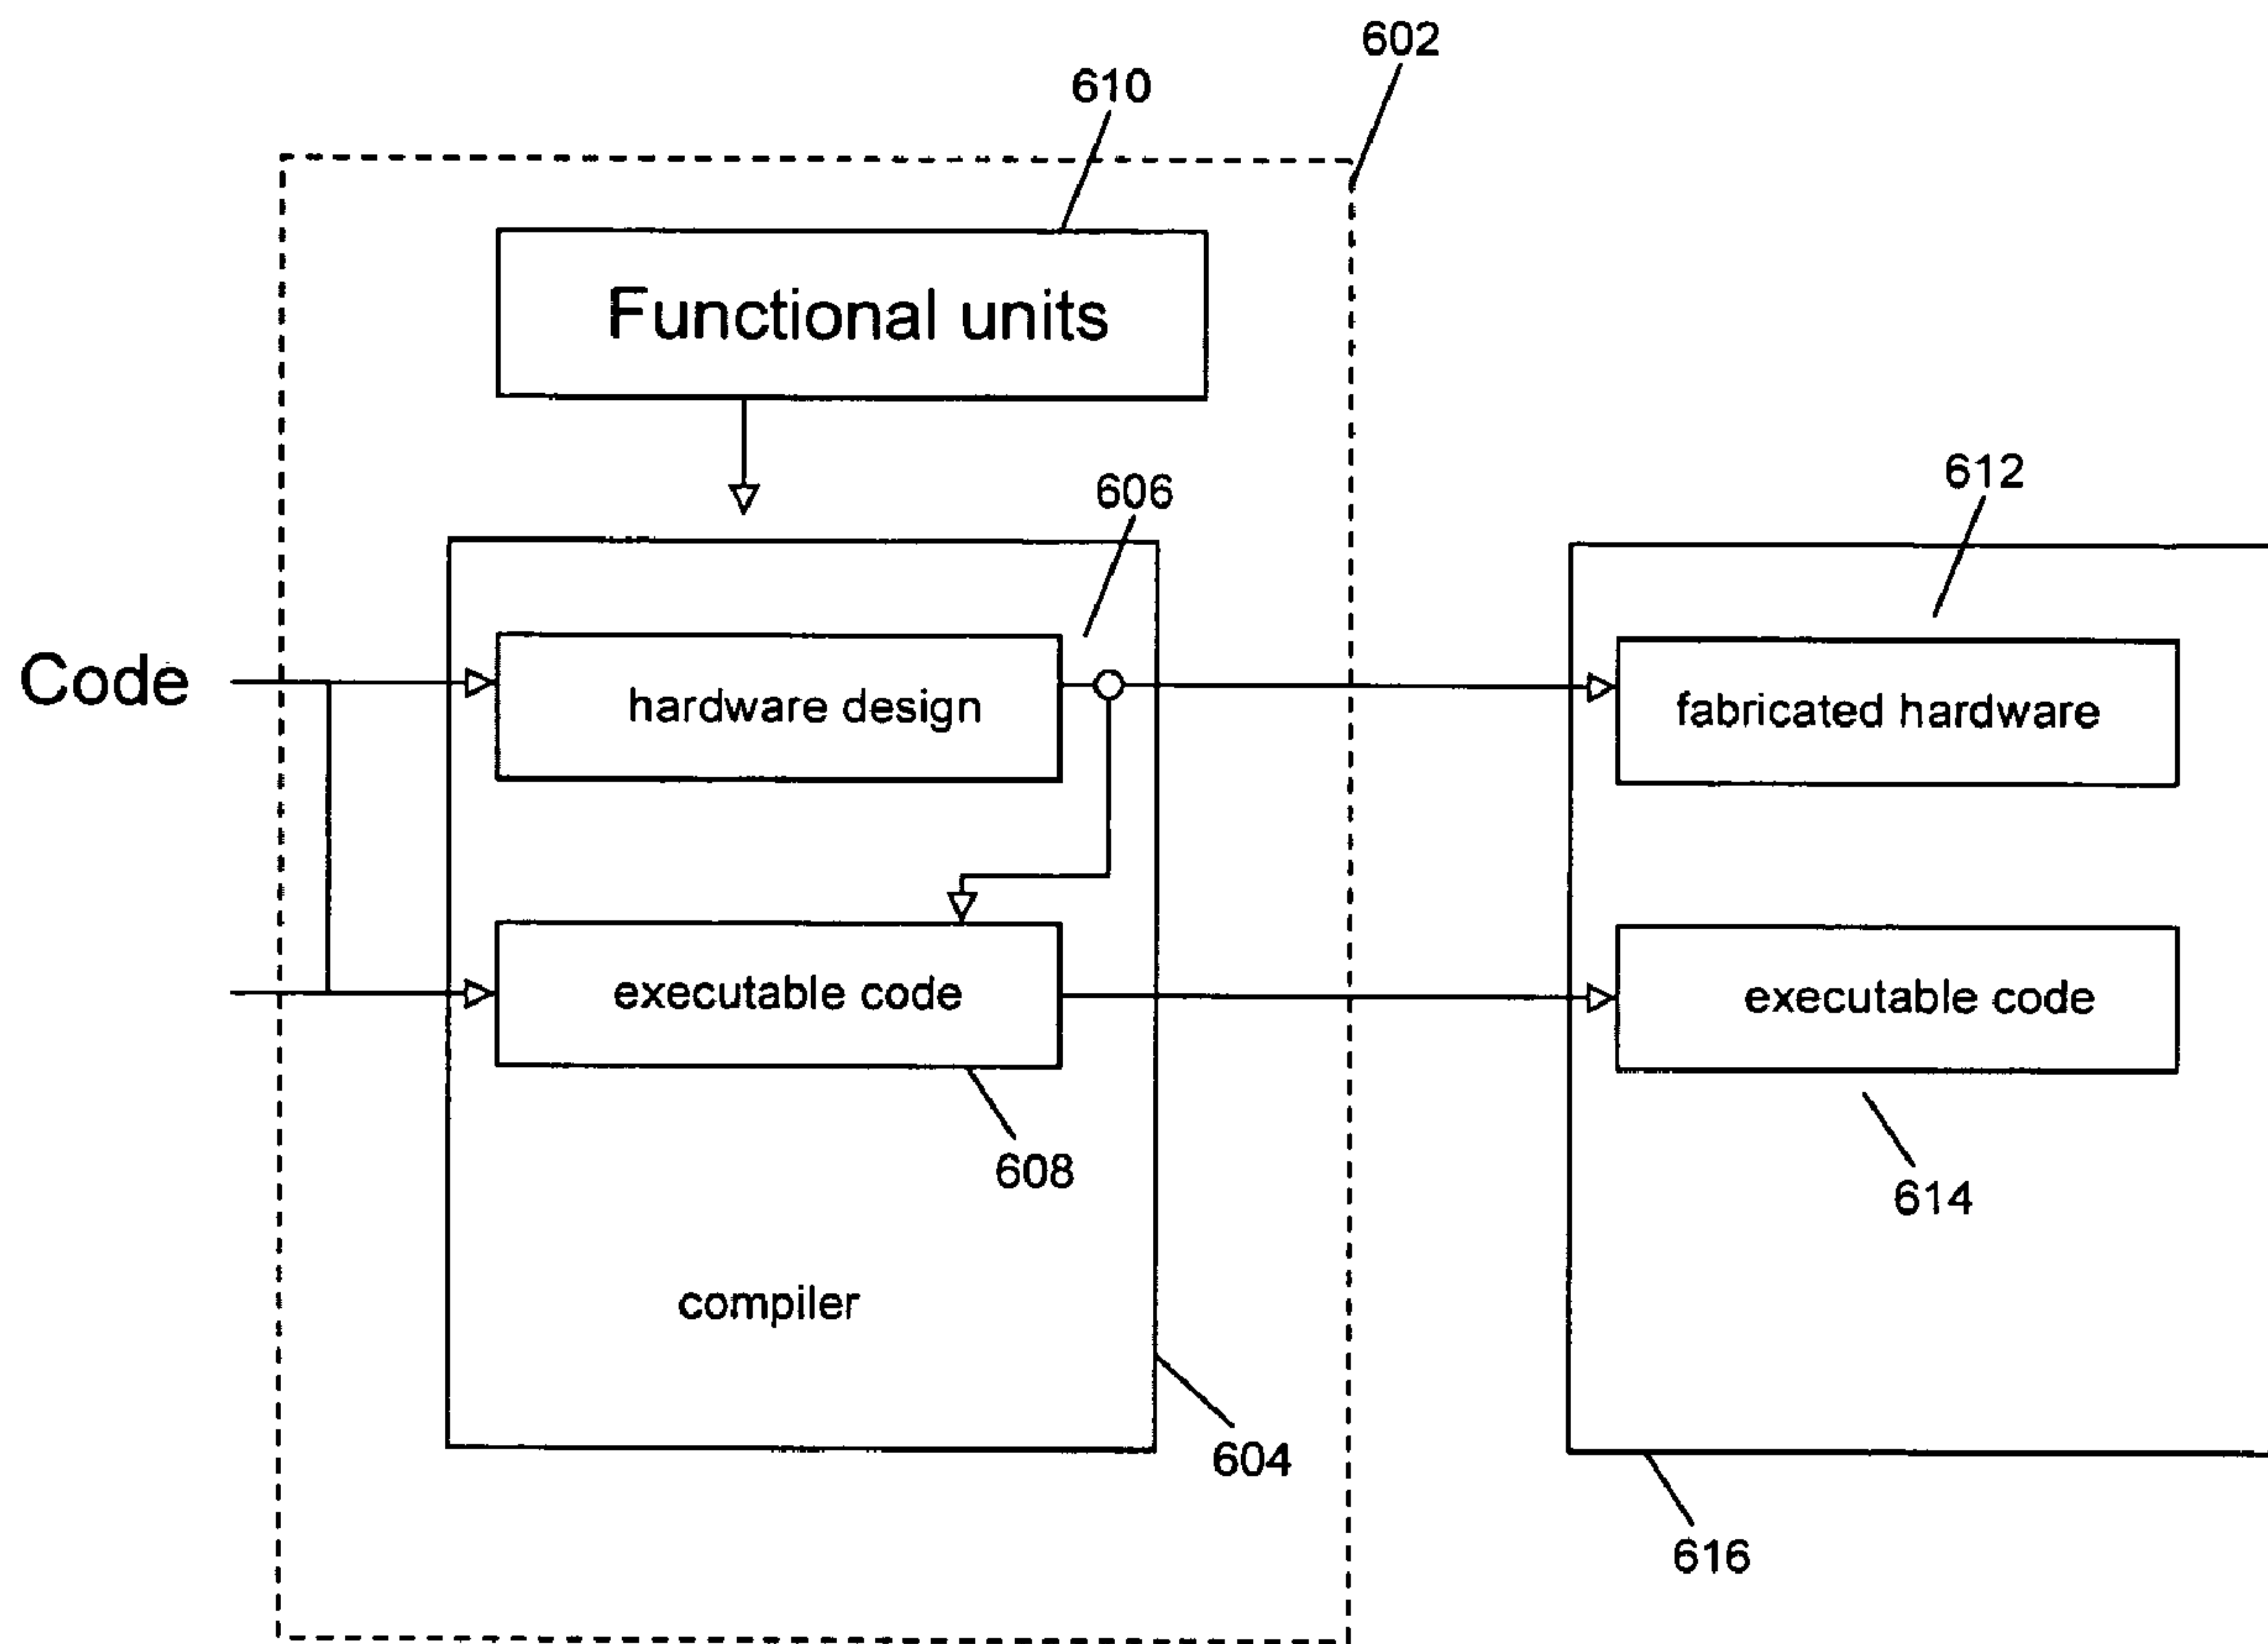 602
610
Functional units
606
612
Code
hardware design
fabricated hardware
executable code
executable code
608
614
compiler
604
616